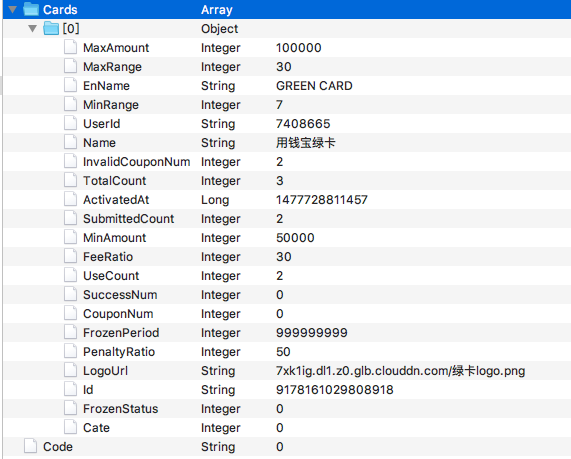 Cards Array
[0] Object
MaxAmount Integer 100000
MaxRange Integer 30
EnName String GREEN CARD
MinRange Integer 7
UserId String 7408665
Name String 用钱宝绿卡
InvalidCouponNum Integer 2
TotalCount Integer 3
ActivatedAt Long 1477728811457
SubmittedCount Integer 2
MinAmount Integer 50000
FeeRatio Integer 30
UseCount Integer 2
SuccessNum Integer 0
CouponNum Integer 0
FrozenPeriod Integer 999999999
PenaltyRatio Integer 50
LogoUrl String 7xk1ig.dl1.z0.glb.clouddn.com/绿卡logo.png
Id String 9178161029808918
FrozenStatus Integer 0
Cate Integer 0
Code String 0